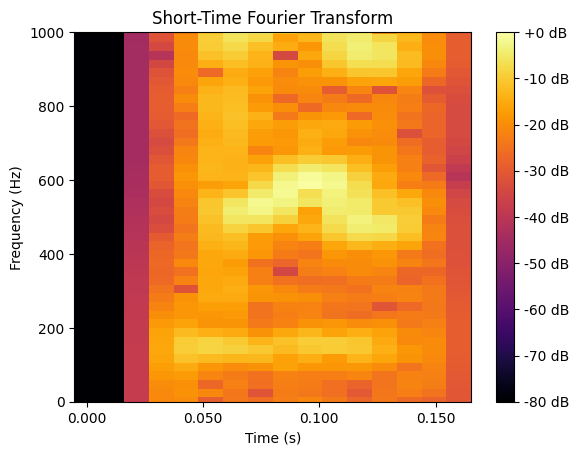 Short-Time Fourier Transform
1000
800
600
400
200
0
Frequency (Hz)
0.000
0.050
0.100
0.150
Time (s)
+0 dB
-10 dB
-20 dB
-30 dB
-40 dB
-50 dB
-60 dB
-70 dB
-80 dB